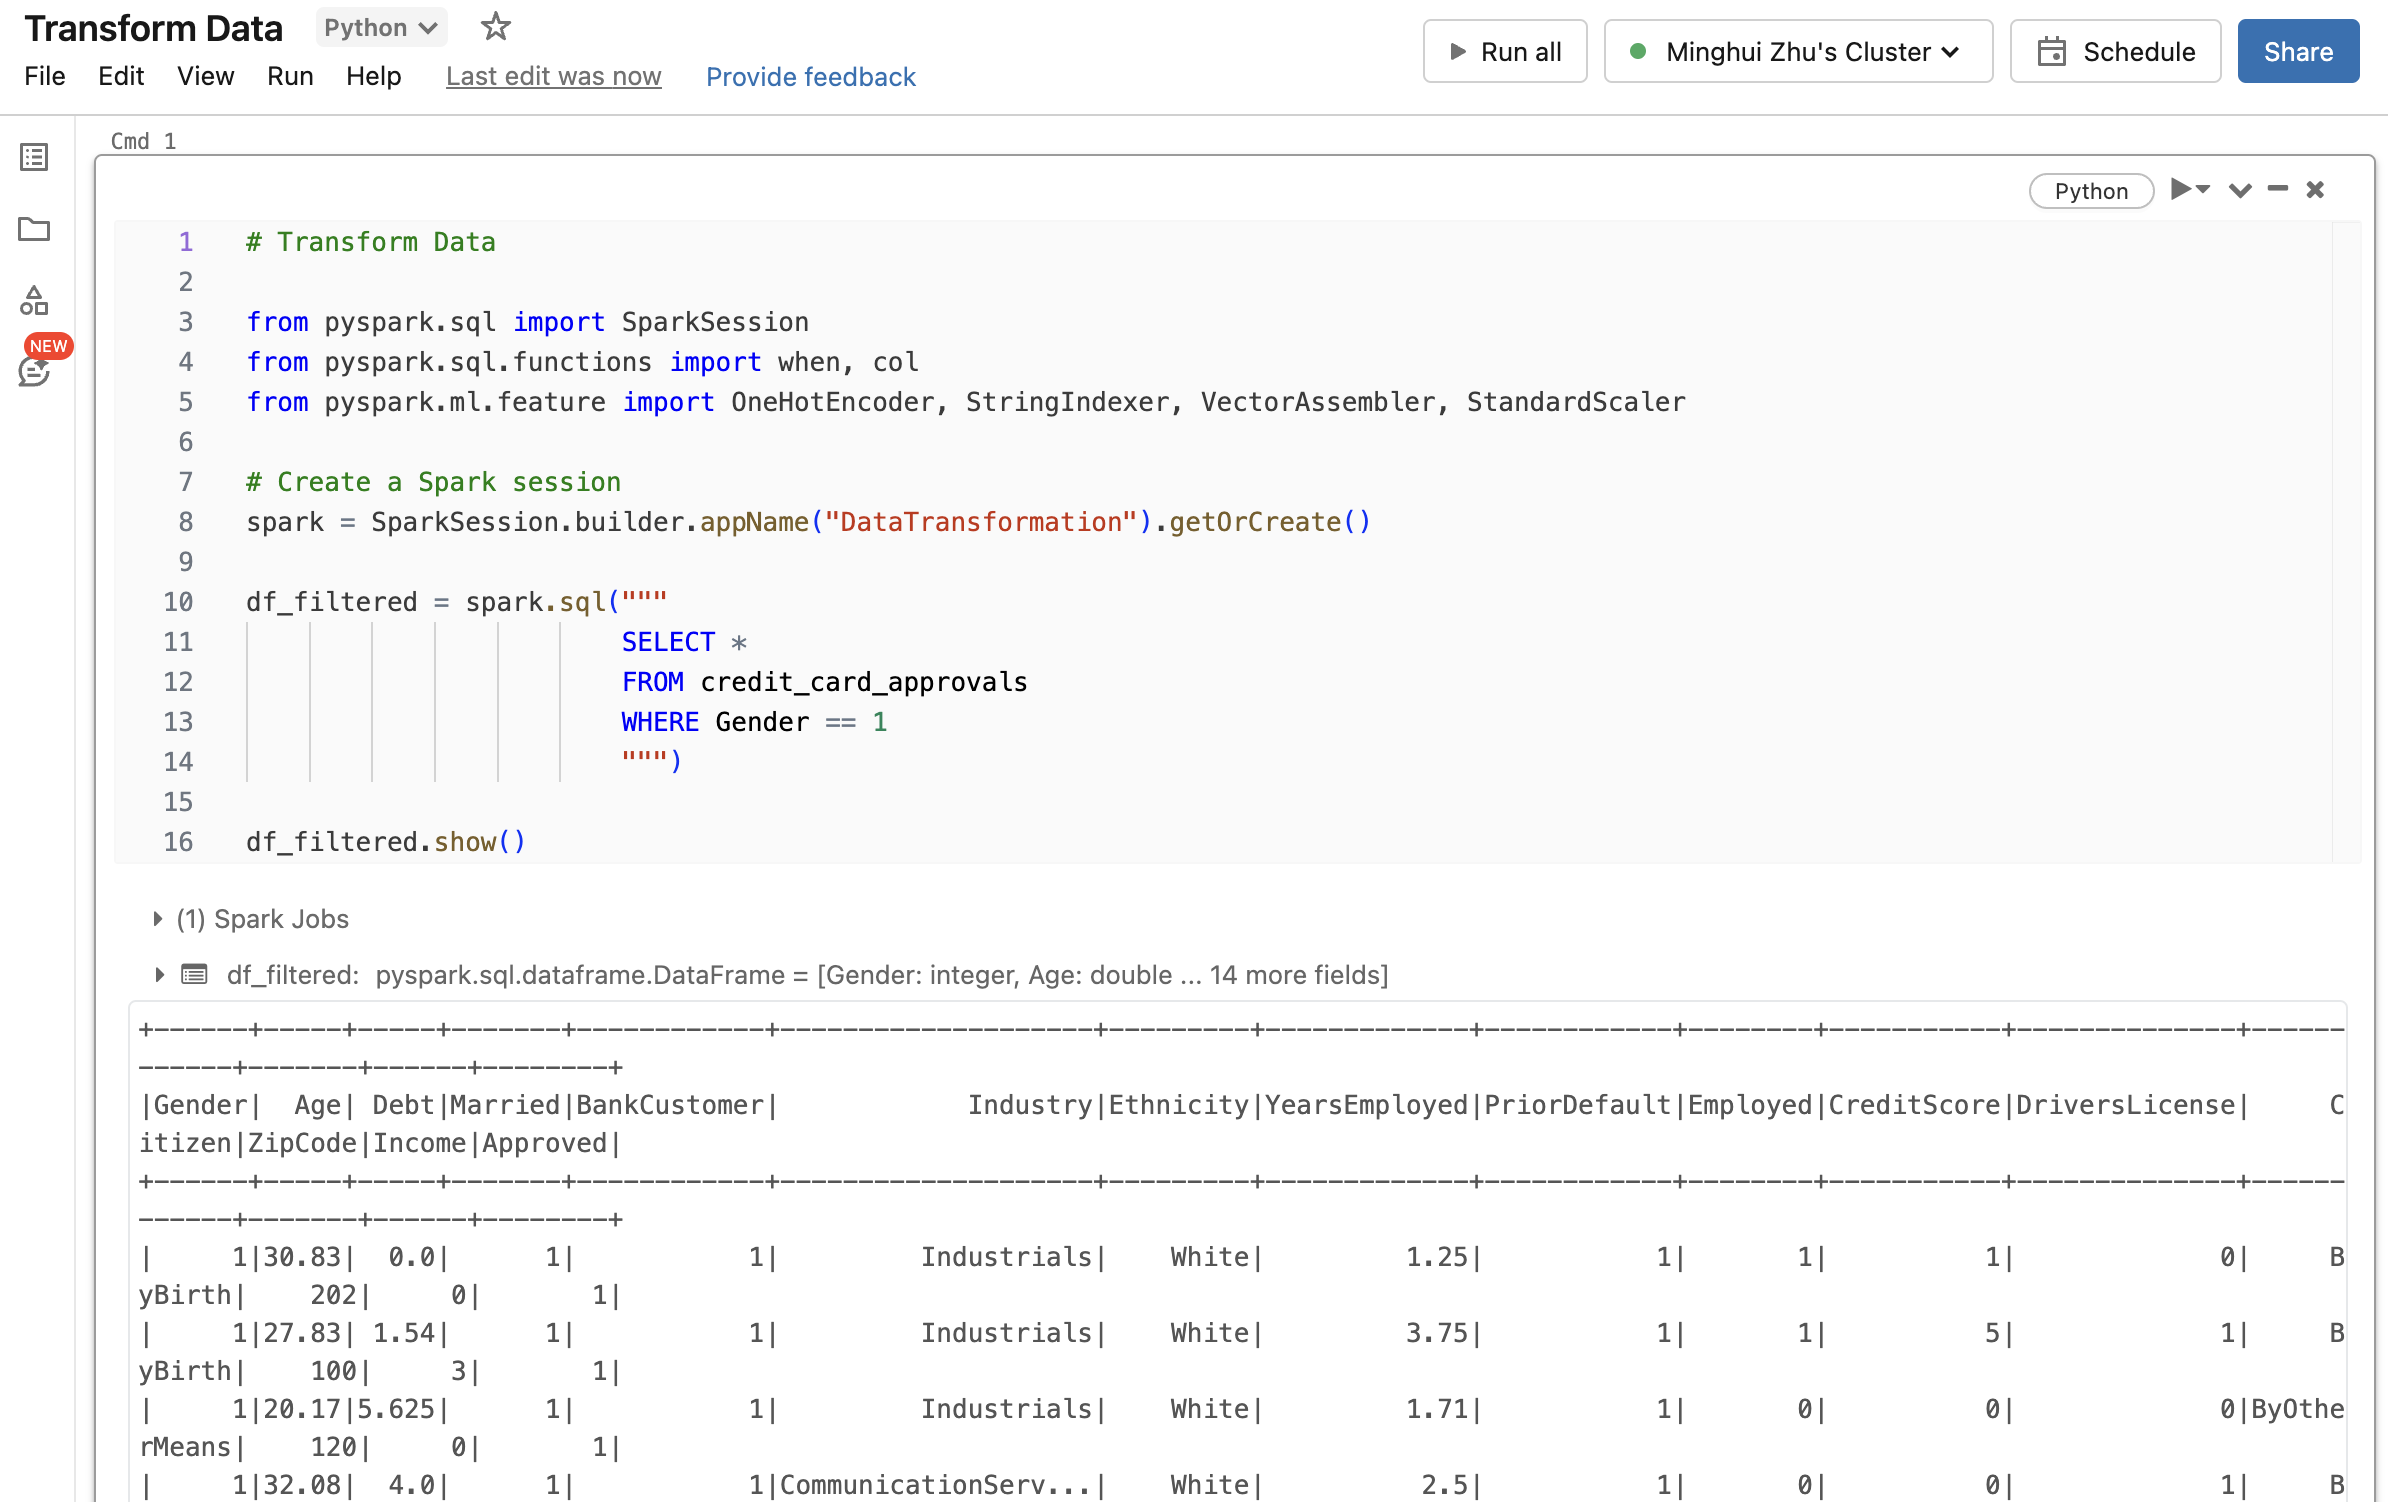 Transform Data Python
File Edit View Run Help Last edit was now Provide feedback
Run all Minghui Zhu's Cluster Schedule Share
NEW
Cmd 1
Python
1 # Transform Data
2
3 from pyspark.sql import SparkSession
4 from pyspark.sql.functions import when, col
5 from pyspark.ml.feature import OneHotEncoder, StringIndexer, VectorAssembler, StandardScaler
6
7 # Create a Spark session
8 spark = SparkSession.builder.appName("DataTransformation").getOrCreate()
9
10 df_filtered = spark.sql("""
11 SELECT *
12 FROM credit_card_approvals
13 WHERE Gender == 1
14 """)
15
16 df_filtered.show()
(1) Spark Jobs
df_filtered: pyspark.sql.dataframe.DataFrame = [Gender: integer, Age: double ... 14 more fields]
+------+-----+-----+-------+------------+--------------------+---------+-------------+------------+--------+-----------+--------------+------
------+-------+------+--------+
|Gender|  Age| Debt|Married|BankCustomer|            Industry|Ethnicity|YearsEmployed|PriorDefault|Employed|CreditScore|DriversLicense|     C
itizen|ZipCode|Income|Approved|
+------+-----+-----+-------+------------+--------------------+---------+-------------+------------+--------+-----------+--------------+------
------+-------+------+--------+
|     1|30.83|  0.0|      1|           1|         Industrials|    White|         1.25|           1|       1|          1|             0|     B
yBirth|    202|     0|       1|
|     1|27.83| 1.54|      1|           1|         Industrials|    White|         3.75|           1|       1|          5|             1|     B
yBirth|    100|     3|       1|
|     1|20.17|5.625|      1|           1|         Industrials|    White|         1.71|           1|       0|          0|             0|ByOthe
rMeans|    120|     0|       1|
|     1|32.08|  4.0|      1|           1|CommunicationServ...|    White|          2.5|           1|       0|          0|             1|     B